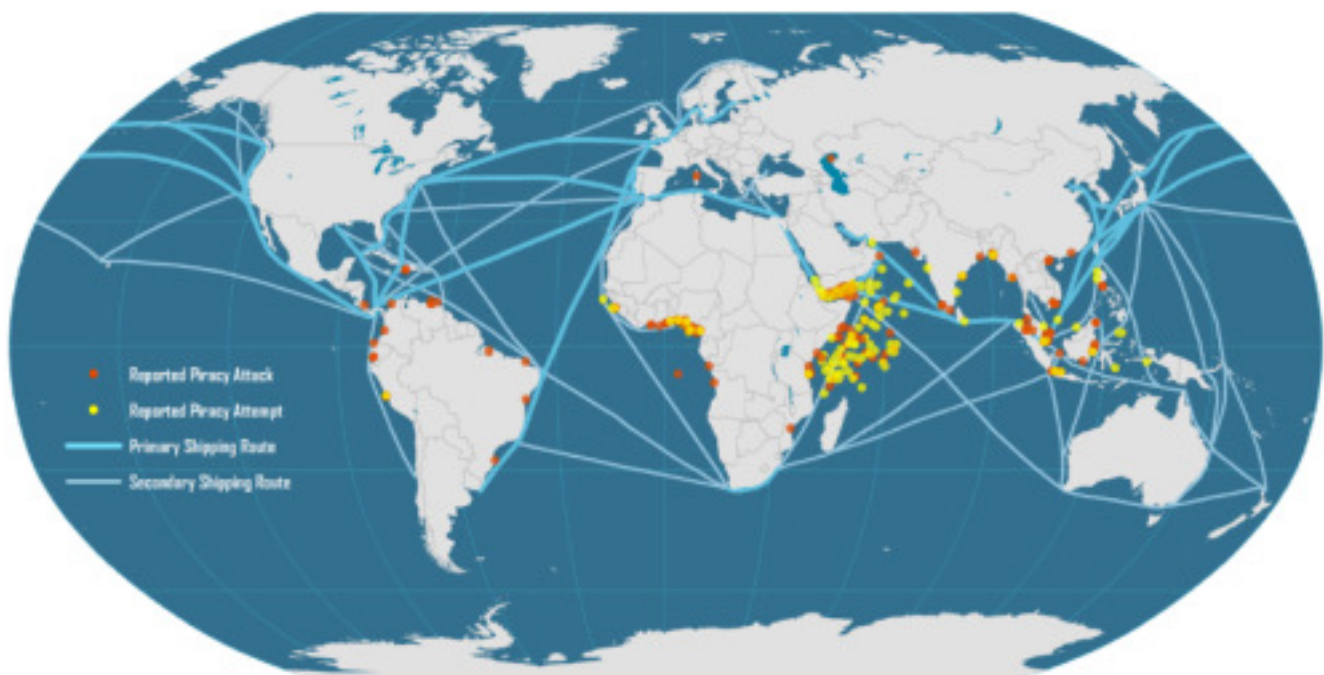 Reported Piracy Attack
Reported Piracy Attempt
Primary Shipping Route
Secondary Shipping Route